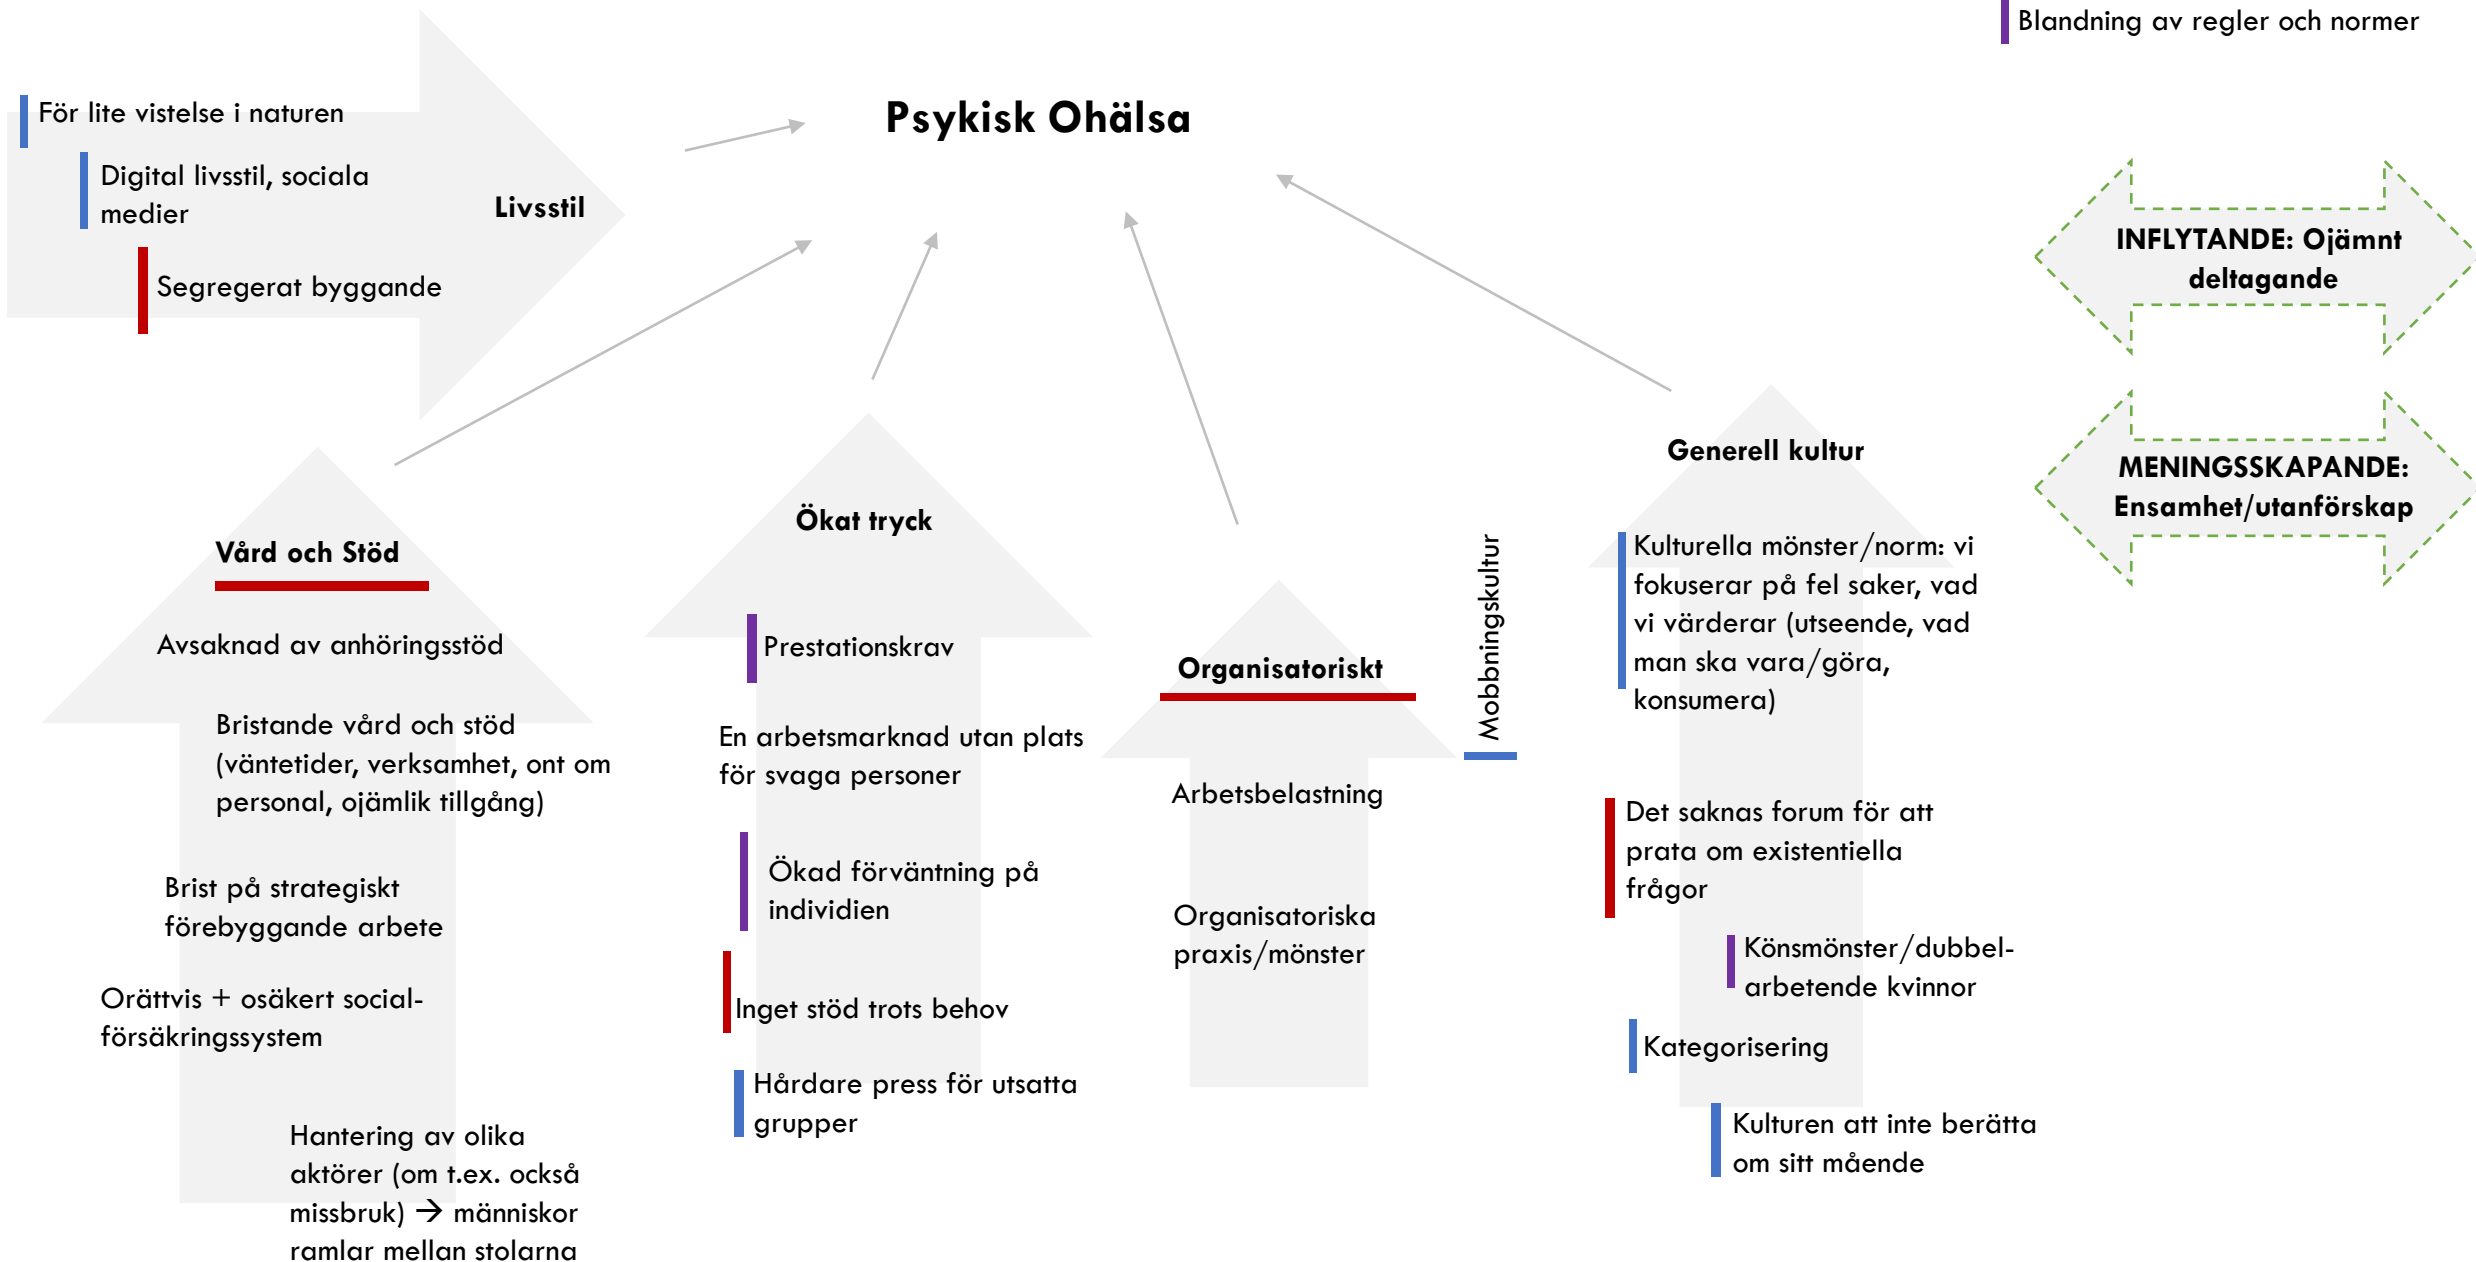 Blandning av regler och normer
Psykisk Ohälsa
För lite vistelse i naturen
Digital livsstil, sociala
medier
Segregerat byggande
Livsstil
INFLYTANDE: Ojämnt
deltagande
MENINGSSKAPANDE:
Ensamhet/utanförskap
Vård och Stöd
Avsaknad av anhöringsstöd
Bristande vård och stöd
(väntetider, verksamhet, ont om
personal, ojämlik tillgång)
Brist på strategiskt
förebyggande arbete
Orättvis + osäkert social-
försäkringssystem
Hantering av olika
aktörer (om t.ex. också
missbruk) → människor
ramlar mellan stolarna
Ökat tryck
Prestationskrav
En arbetsmarknad utan plats
för svaga personer
Ökad förväntning på
individien
Inget stöd trots behov
Hårdare press för utsatta
grupper
Organisatoriskt
Arbetsbelastning
Organisatoriska
praxis/mönster
Mobbningskultur
Generell kultur
Kulturella mönster/norm: vi
fokuserar på fel saker, vad
vi värderar (utseende, vad
man ska vara/göra,
konsumera)
Det saknas forum för att
prata om existentiella
frågor
Könsmönster/dubbel-
arbetende kvinnor
Kategorisering
Kulturen att inte berätta
om sitt mående